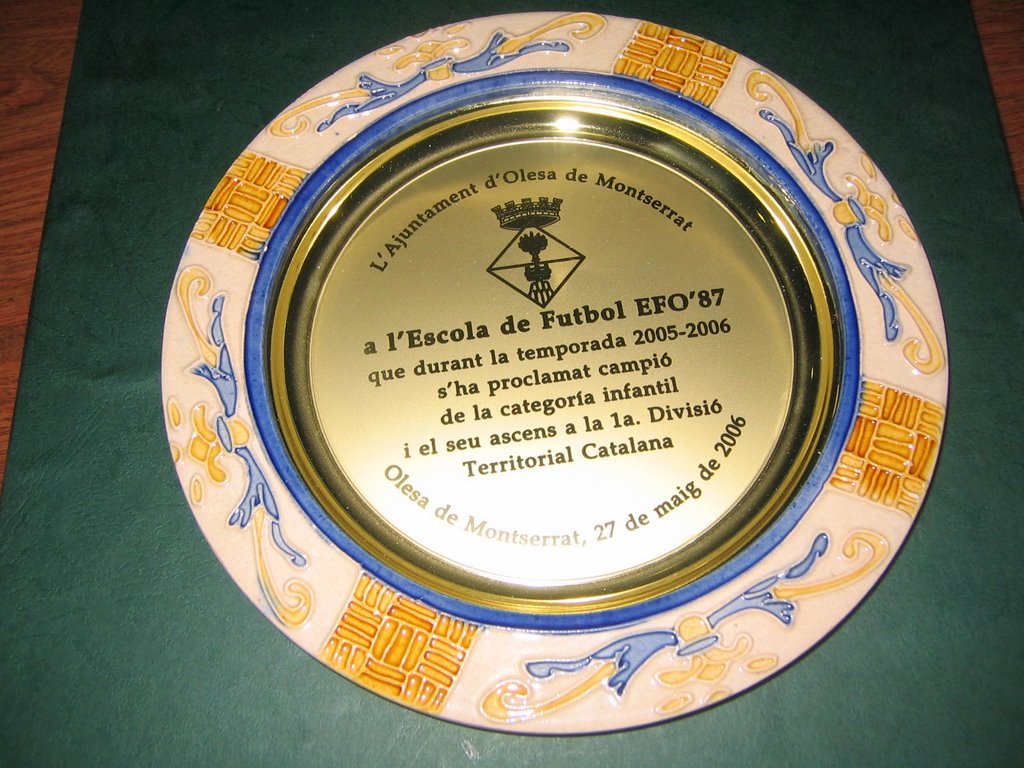 L'Ajuntament d'Olesa de Montserrat
a l'Escola de Futbol EFO'87
que durant la temporada 2005-2006
s'ha proclamat campió
de la categoría infantil
i el seu ascens a la 1a. Divisió
Territorial Catalana
Olesa de Montserrat, 27 de maig de 2006